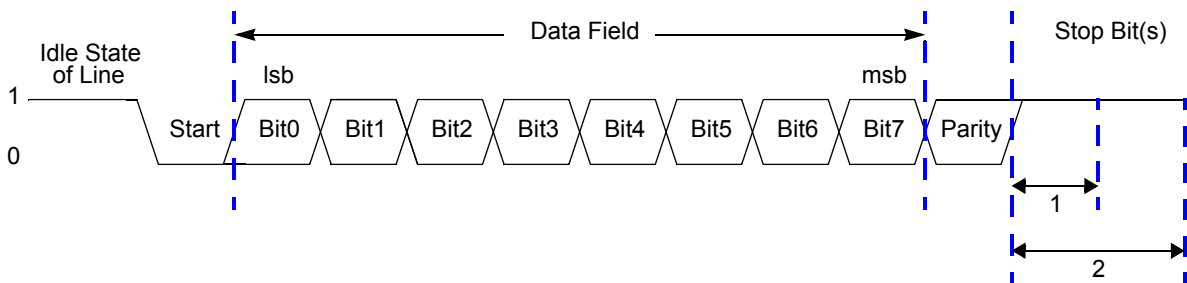 Data Field
Stop Bit(s)
Idle State
of Line
lsb
msb
1
Start
Bit0
Bit1
Bit2
Bit3
Bit4
Bit5
Bit6
Bit7
Parity
0
1
2